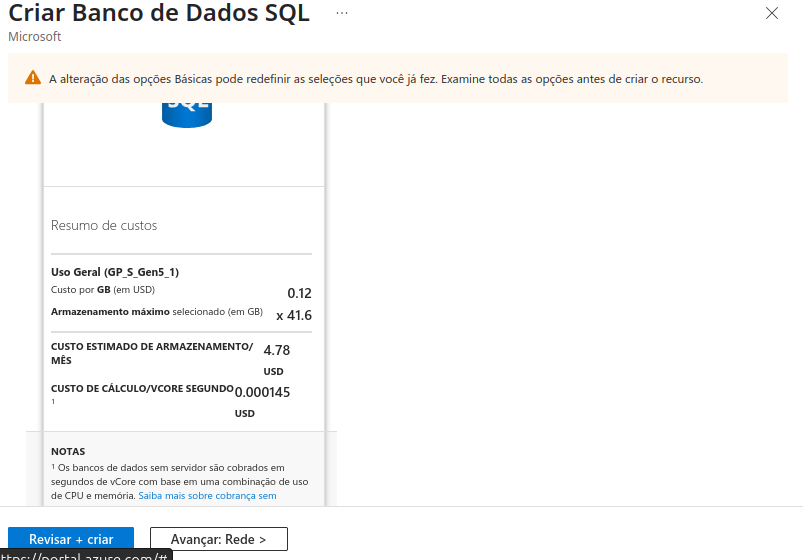 Criar Banco de Dados SQL ...
Microsoft
A alteração das opções Básicas pode redefinir as seleções que você já fez. Examine todas as opções antes de criar o recurso.
SQL
Resumo de custos
Uso Geral (GP_S_Gen5_1)
Custo por GB (em USD) 0.12
Armazenamento máximo selecionado (em GB) x 41.6
CUSTO ESTIMADO DE ARMAZENAMENTO/ 4.78
MÊS
USD
CUSTO DE CÁLCULO/VCORE SEGUNDO 0.000145
1
USD
NOTAS
1 Os bancos de dados sem servidor são cobrados em
segundos de vCore com base em uma combinação de uso
de CPU e memória. Saiba mais sobre cobrança sem
Revisar + criar Avançar: Rede >
ttps://portal.azure.com/#